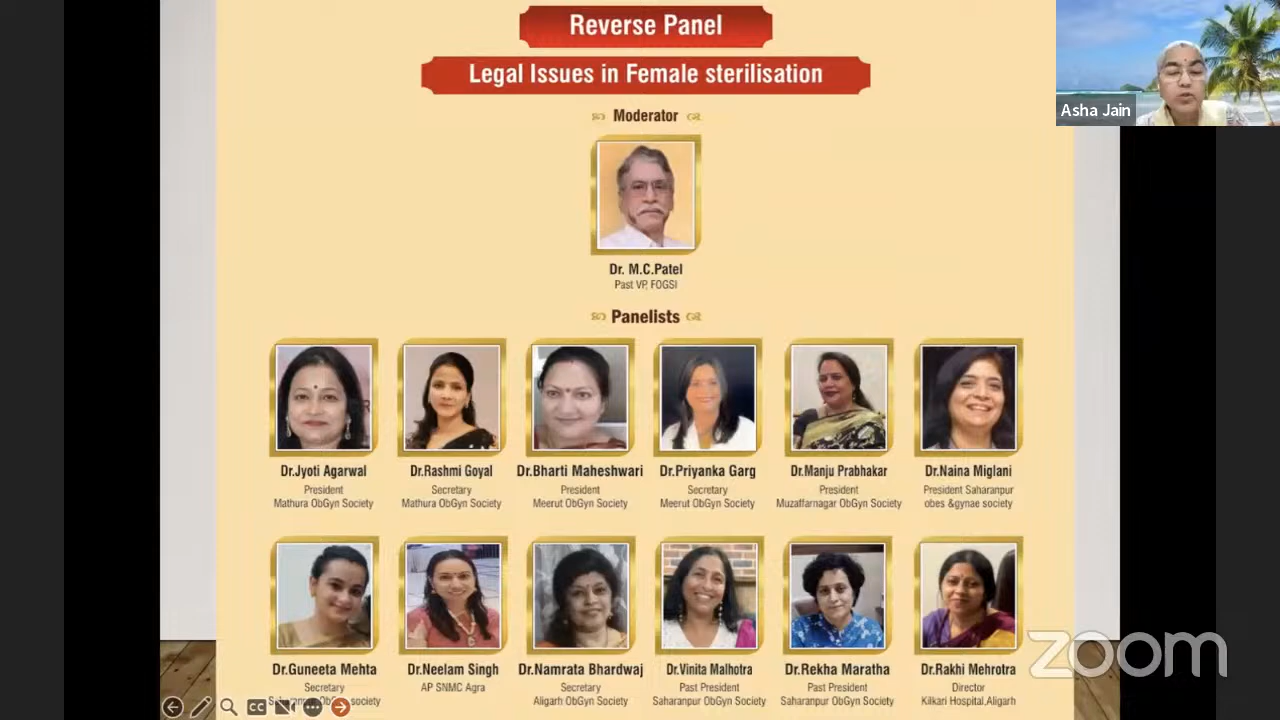 Reverse Panel
Legal Issues in Female sterilisation
Asha Jain
Moderator
Dr. M.C.Patel
Past VP, FOGSI
Panelists
Dr.Jyoti Agarwal
President
Mathura ObGyn Society
Dr.Rashmi Goyal
Secretary
Mathura ObGyn Society
Dr.Bharti Maheshwari
President
Meerut ObGyn Society
Dr.Priyanka Garg
Secretary
Meerut ObGyn Society
Dr.Manju Prabhakar
President
Muzaffarnagar ObGyn Society
Dr.Naina Miglani
President Saharanpur
obes &gynae society
Dr.Guneeta Mehta
Secretary
society
Dr.Neelam Singh
AP SNMC Agra
Dr.Namrata Bhardwaj
Secretary
Aligarh ObGyn Society
Dr.Vinita Malhotra
Past President
Saharanpur ObGyn Society
Dr.Rekha Maratha
Past President
Saharanpur ObGyn Society
Dr.Rakhi Mehrotra
Director
Kilkari Hospital,Aligarh
CC
zoom